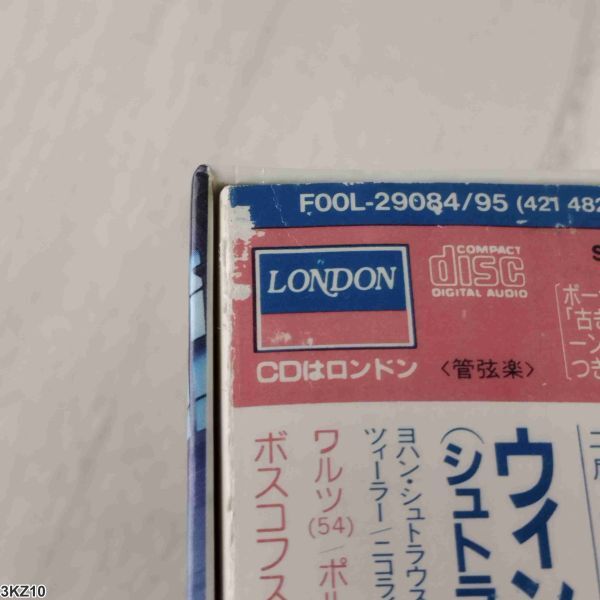 F00L-29084/95 (421 482
LONDON
COMPACT
disc
DIGITAL AUDIO
CDはロンドン
〈管弦楽〉
ポー
「古き
ーン
つき
ウィン
(シュトラ
ヨハン・シュトラウス
ツィーラー/ニコライ
ワルツ(54)/ポル
ボスコフス
3KZ10